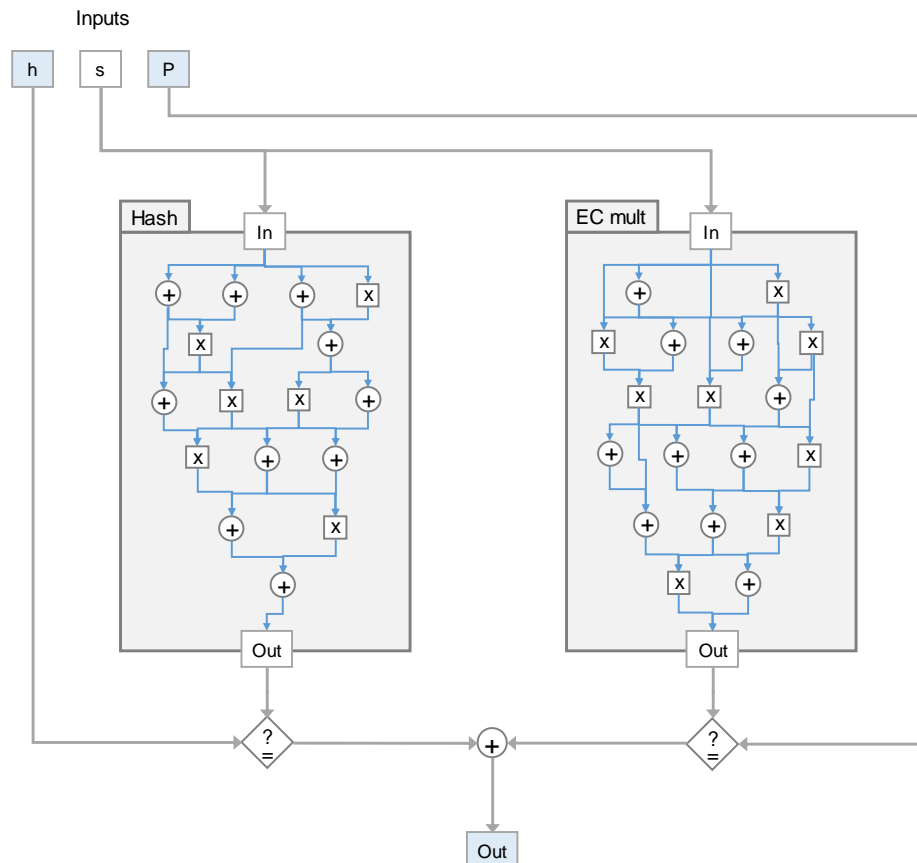 Inputs
h s P
Hash EC mult
In In
+ + + x + x
x + x + + x
+ x x + x x +
x + + + + + x
+ x + + x
+ x +
Out Out
? ?
= + =
Out